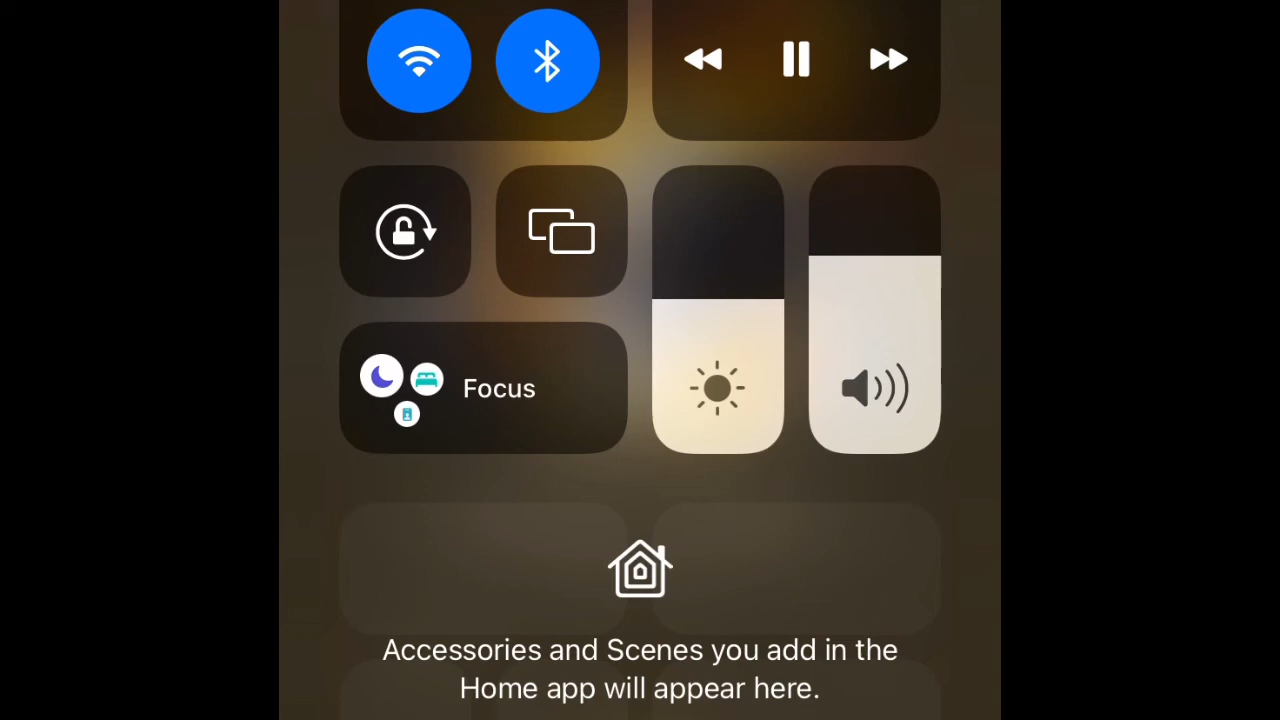 Focus
Accessories and Scenes you add in the
Home app will appear here.